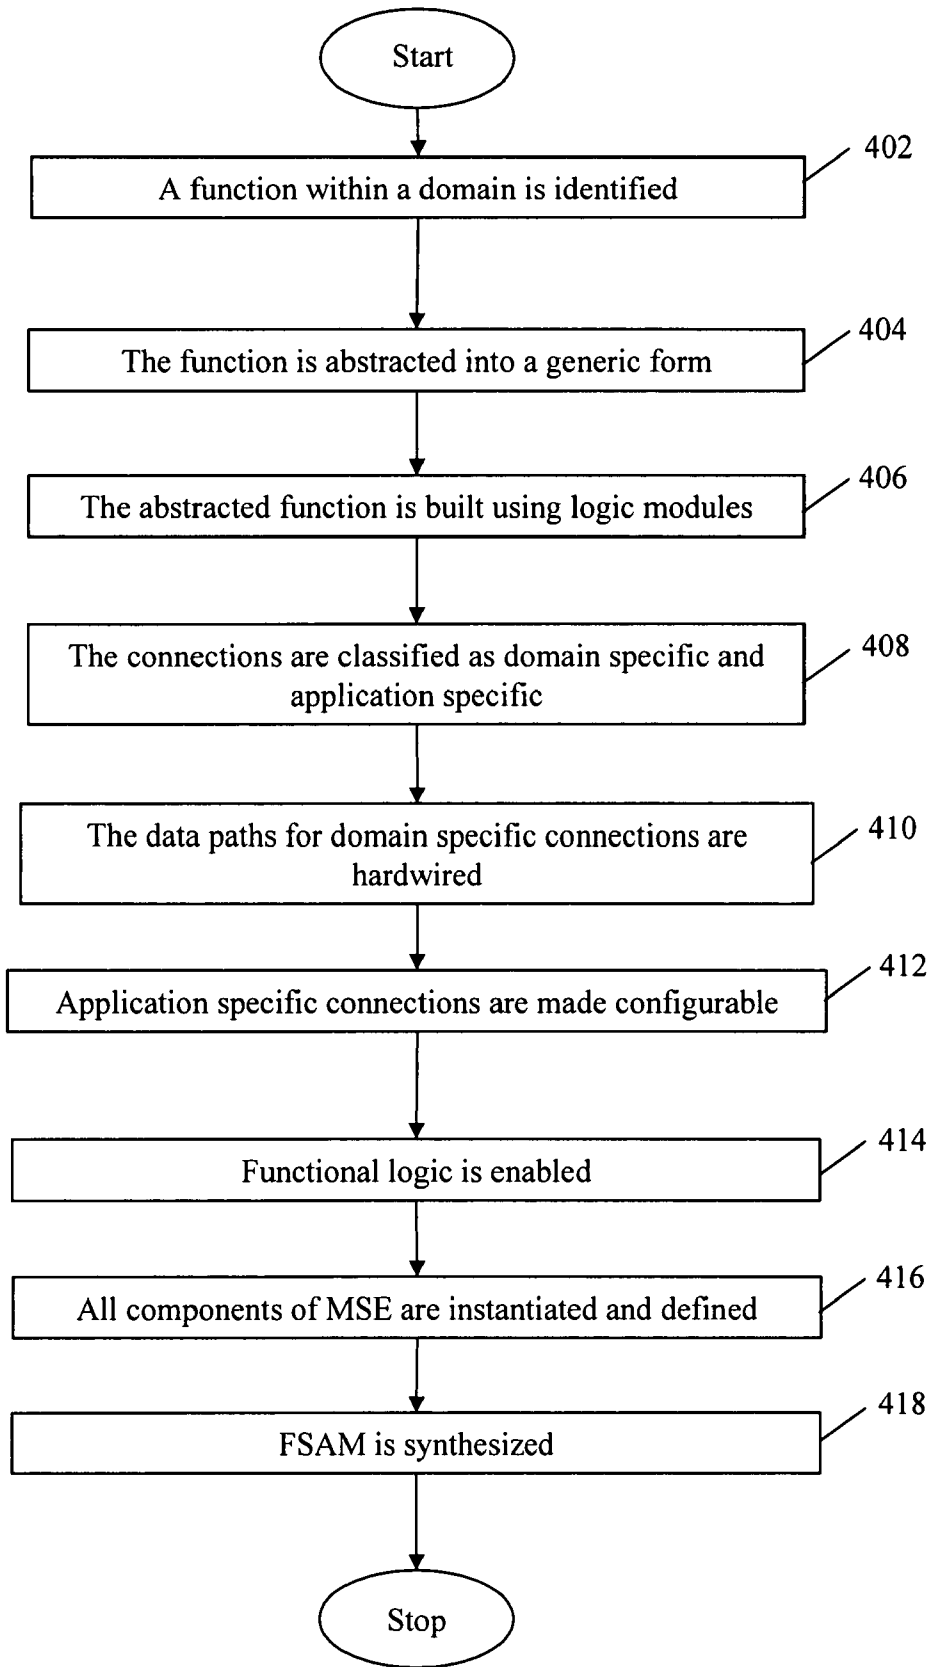 Start
402
A function within a domain is identified
404
The function is abstracted into a generic form
406
The abstracted function is built using logic modules
408
The connections are classified as domain specific and
application specific
410
The data paths for domain specific connections are
hardwired
412
Application specific connections are made configurable
414
Functional logic is enabled
416
All components of MSE are instantiated and defined
418
FSAM is synthesized
Stop